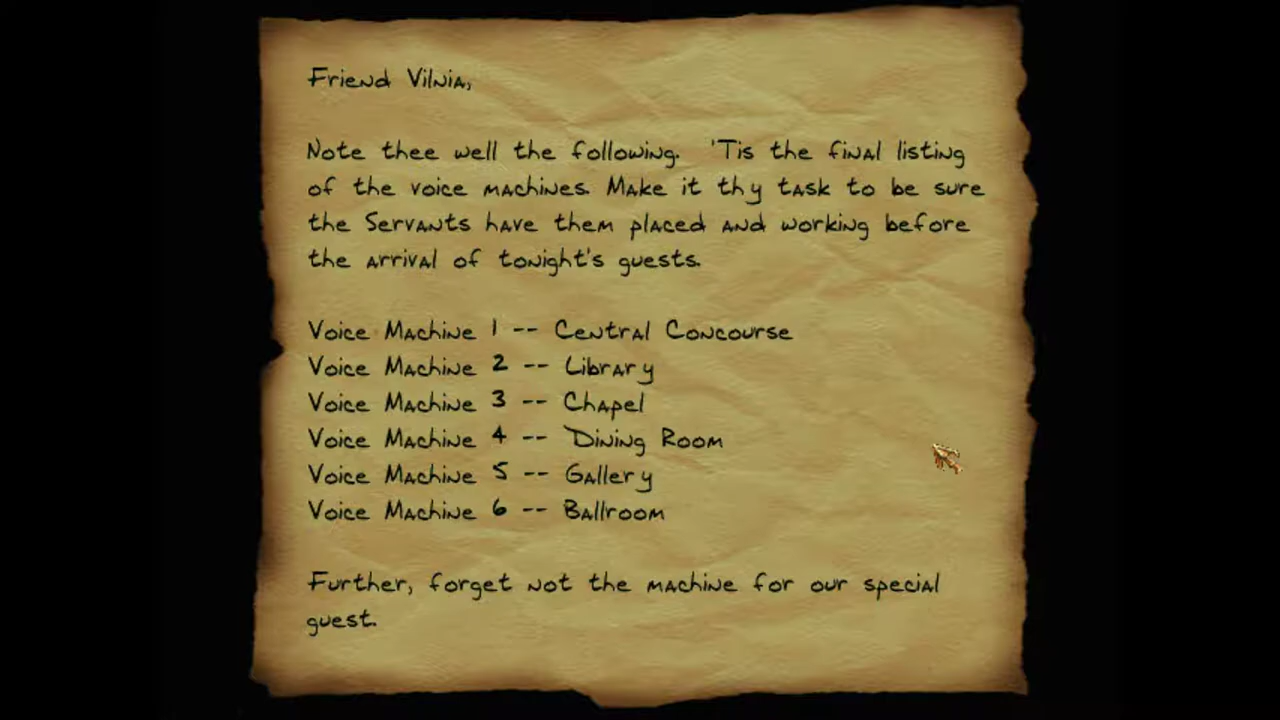 Friend Vilnia,
Note thee well the following. 'Tis the final listing
of the voice machines. Make it thy task to be sure
the Servants have them placed and working before
the arrival of tonight's guests.
Voice Machine 1 -- Central Concourse
Voice Machine 2 -- Library
Voice Machine 3 -- Chapel
Voice Machine 4 -- Dining Room
Voice Machine 5 -- Gallery
Voice Machine 6 -- Ballroom
Further, forget not the machine for our special
guest.